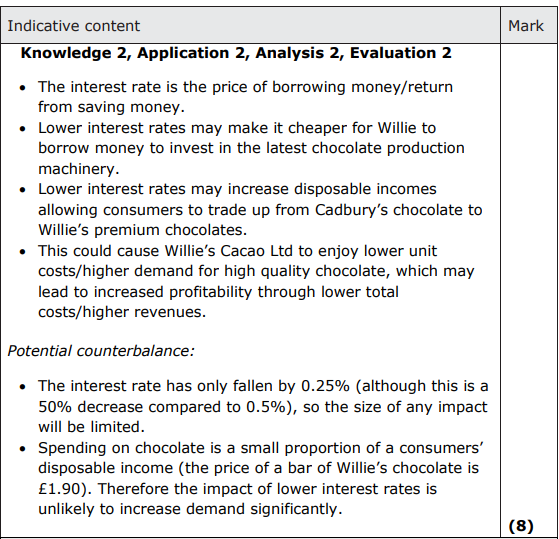 Indicative content Mark
Knowledge 2, Application 2, Analysis 2, Evaluation 2
• The interest rate is the price of borrowing money/return
from saving money.
• Lower interest rates may make it cheaper for Willie to
borrow money to invest in the latest chocolate production
machinery.
• Lower interest rates may increase disposable incomes
allowing consumers to trade up from Cadbury’s chocolate to
Willie’s premium chocolates.
• This could cause Willie’s Cacao Ltd to enjoy lower unit
costs/higher demand for high quality chocolate, which may
lead to increased profitability through lower total
costs/higher revenues.
Potential counterbalance:
• The interest rate has only fallen by 0.25% (although this is a
50% decrease compared to 0.5%), so the size of any impact
will be limited.
• Spending on chocolate is a small proportion of a consumers’
disposable income (the price of a bar of Willie’s chocolate is
£1.90). Therefore the impact of lower interest rates is
unlikely to increase demand significantly.
(8)